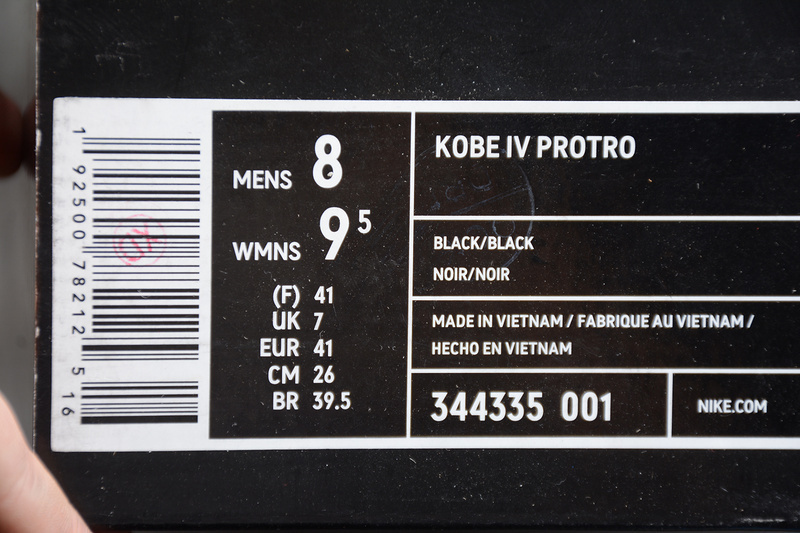 1 92500 78212 5 16
MENS 8
WMNS 9 5
(F) 41
UK 7
EUR 41
CM 26
BR 39.5
KOBE IV PROTRO
BLACK/BLACK
NOIR/NOIR
MADE IN VIETNAM / FABRIQUE AU VIETNAM /
HECHO EN VIETNAM
344335 001
NIKE.COM